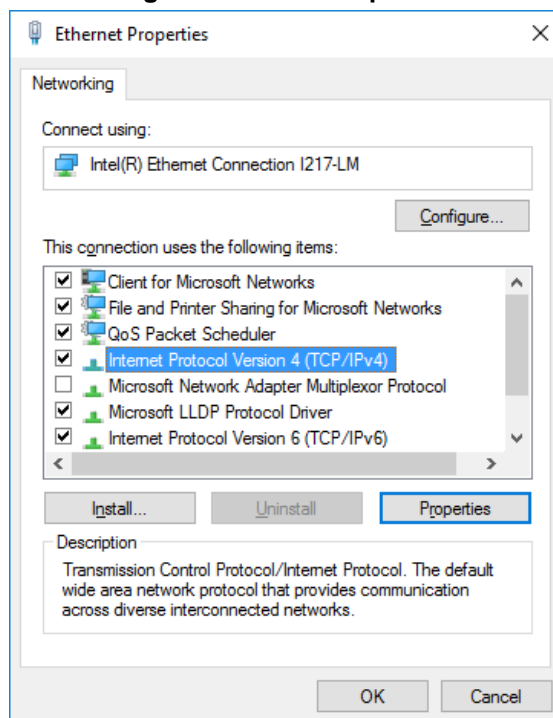 Ethernet Properties
Networking
Connect using:
Intel(R) Ethernet Connection I217-LM
Configure...
This connection uses the following items:
Client for Microsoft Networks
File and Printer Sharing for Microsoft Networks
QoS Packet Scheduler
Internet Protocol Version 4 (TCP/IPv4)
Microsoft Network Adapter Multiplexor Protocol
Microsoft LLDP Protocol Driver
Internet Protocol Version 6 (TCP/IPv6)
Install... Uninstall Properties
Description
Transmission Control Protocol/Internet Protocol. The default
wide area network protocol that provides communication
across diverse interconnected networks.
OK Cancel